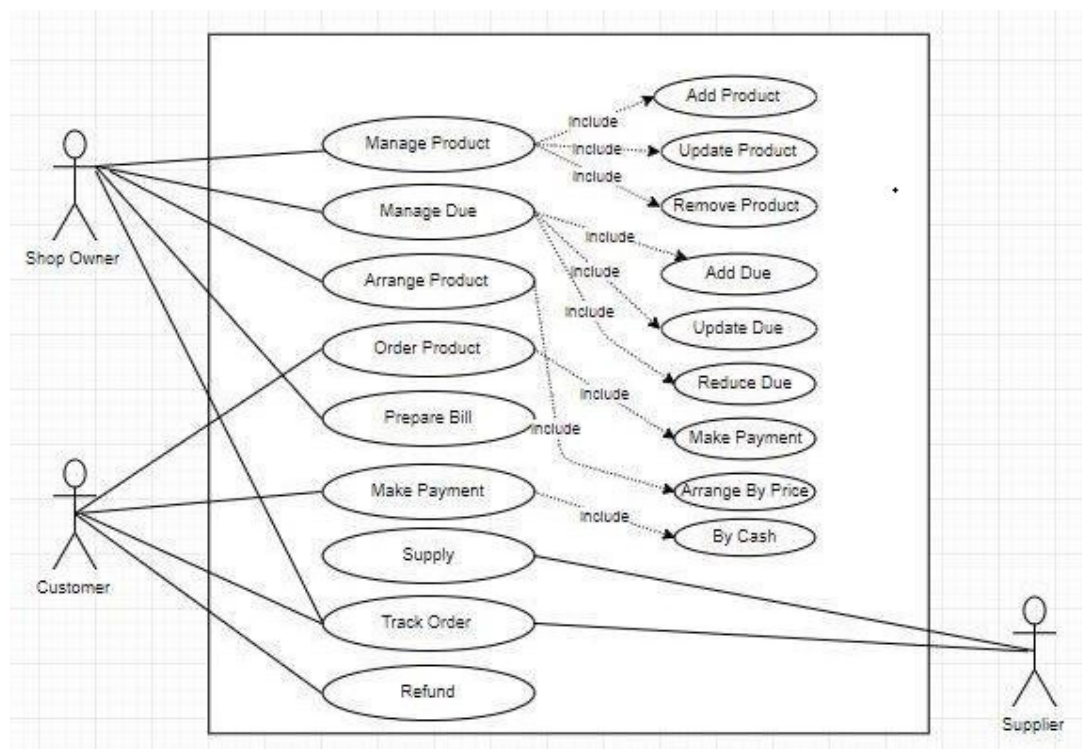 Add Product
Include
Manage Product
Include
Update Product
Include
Remove Product
Shop Owner
Manage Due
Include
Add Due
Arrange Product
Include
Include
Update Due
Order Product
Include
Reduce Due
Prepare Bill
Include
Make Payment
Customer
Make Payment
Arrange By Price
Include
By Cash
Supply
Track Order
Refund
Supplier